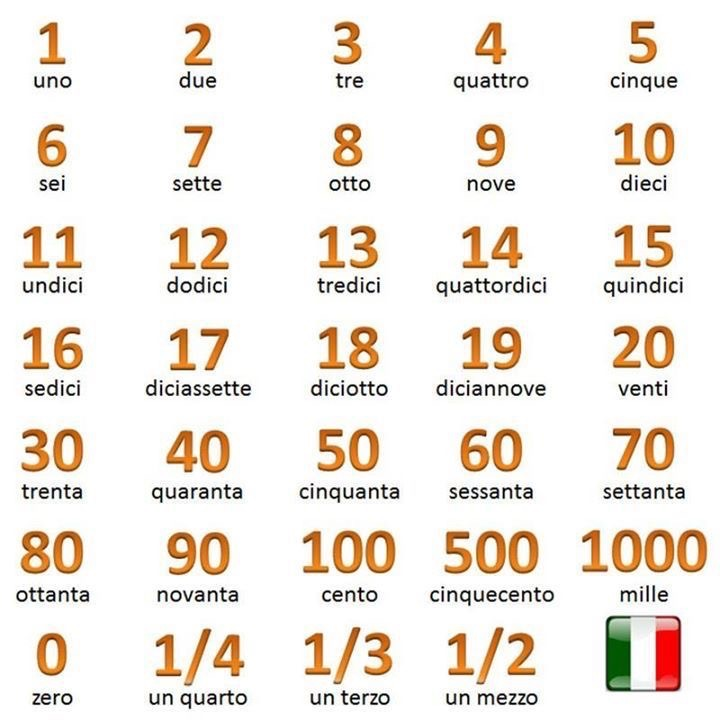 1 2 3 4 5
uno due tre quattro cinque
6 7 8 9 10
sei sette otto nove dieci
11 12 13 14 15
undici dodici tredici quattordici quindici
16 17 18 19 20
sedici diciassette diciotto diciannove venti
30 40 50 60 70
trenta quaranta cinquanta sessanta settanta
80 90 100 500 1000
ottanta novanta cento cinquecento mille
0 1/4 1/3 1/2
zero un quarto un terzo un mezzo